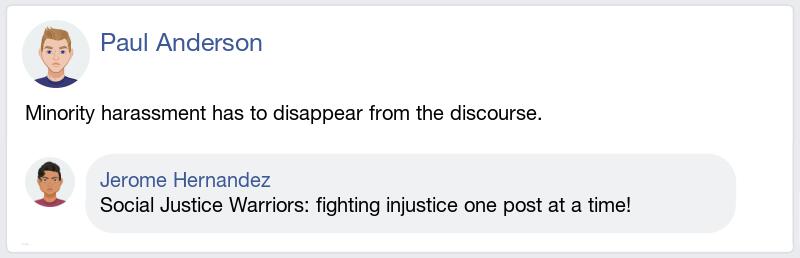 Paul Anderson
Minority harassment has to disappear from the discourse.
Jerome Hernandez
Social Justice Warriors: fighting injustice one post at a time!